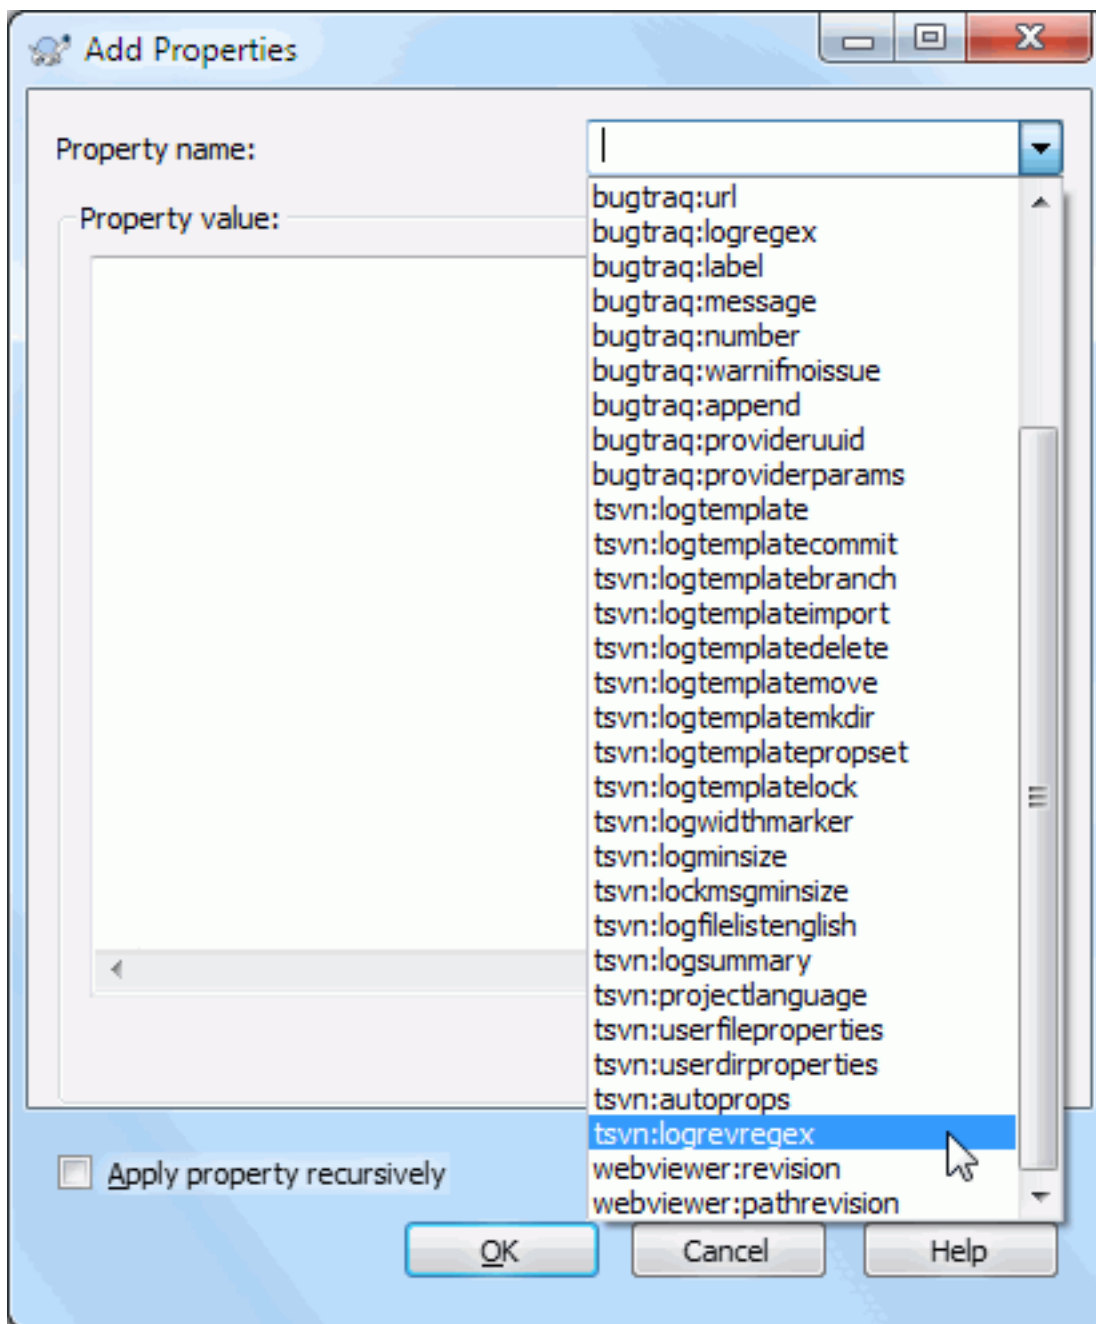 Add Properties
Property name:
Property value:
bugtraq:url
bugtraq:logregex
bugtraq:label
bugtraq:message
bugtraq:number
bugtraq:warnifnoissue
bugtraq:append
bugtraq:provideruuid
bugtraq:providerparams
tsvn:logtemplate
tsvn:logtemplatecommit
tsvn:logtemplatebranch
tsvn:logtemplateimport
tsvn:logtemplatedelete
tsvn:logtemplatemove
tsvn:logtemplatemkdir
tsvn:logtemplatepropset
tsvn:logtemplatelock
tsvn:logwidthmarker
tsvn:logminsize
tsvn:lockmsgminsize
tsvn:logfilelistenglish
tsvn:logsummary
tsvn:projectlanguage
tsvn:userfileproperties
tsvn:userdirproperties
tsvn:autoprops
tsvn:logrevregex
webviewer:revision
webviewer:pathrevision
Apply property recursively
OK Cancel Help